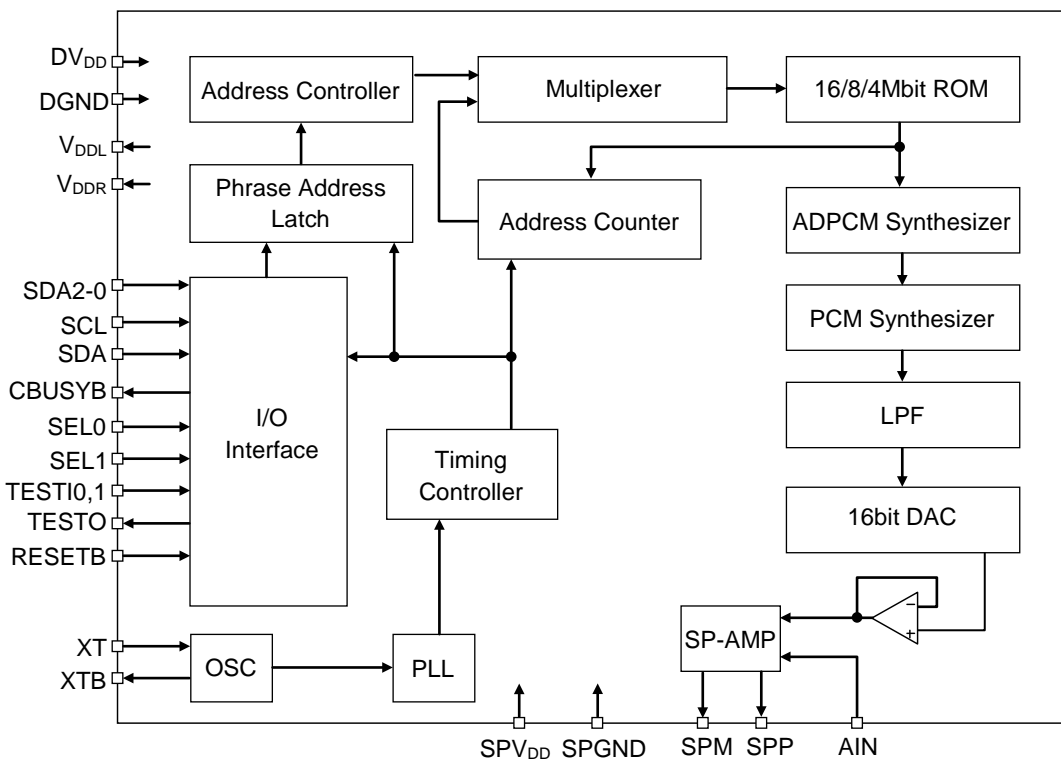 DVDD
DGND
VDDL
VDDR
SDA2-0
SCL
SDA
CBUSYB
SEL0
SEL1
TESTI0,1
TESTO
RESETB
XT
XTB
Address Controller
Phrase Address
Latch
I/O
Interface
OSC
PLL
Timing
Controller
Multiplexer
Address Counter
16/8/4Mbit ROM
ADPCM Synthesizer
PCM Synthesizer
LPF
16bit DAC
−
+
SP-AMP
SPVDD
SPGND
SPM
SPP
AIN